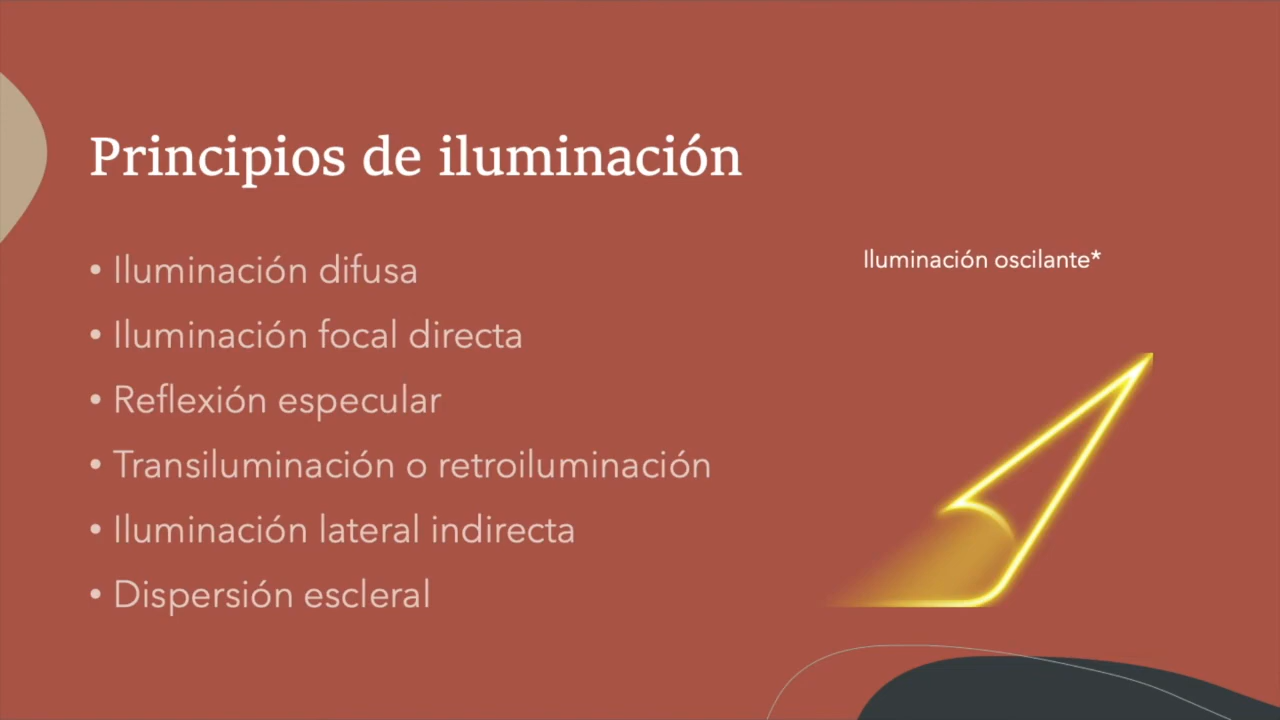 Principios de iluminación
• Iluminación difusa
• Iluminación focal directa
• Reflexión especular
• Transiluminación o retroiluminación
• Iluminación lateral indirecta
• Dispersión escleral
Iluminación oscilante*